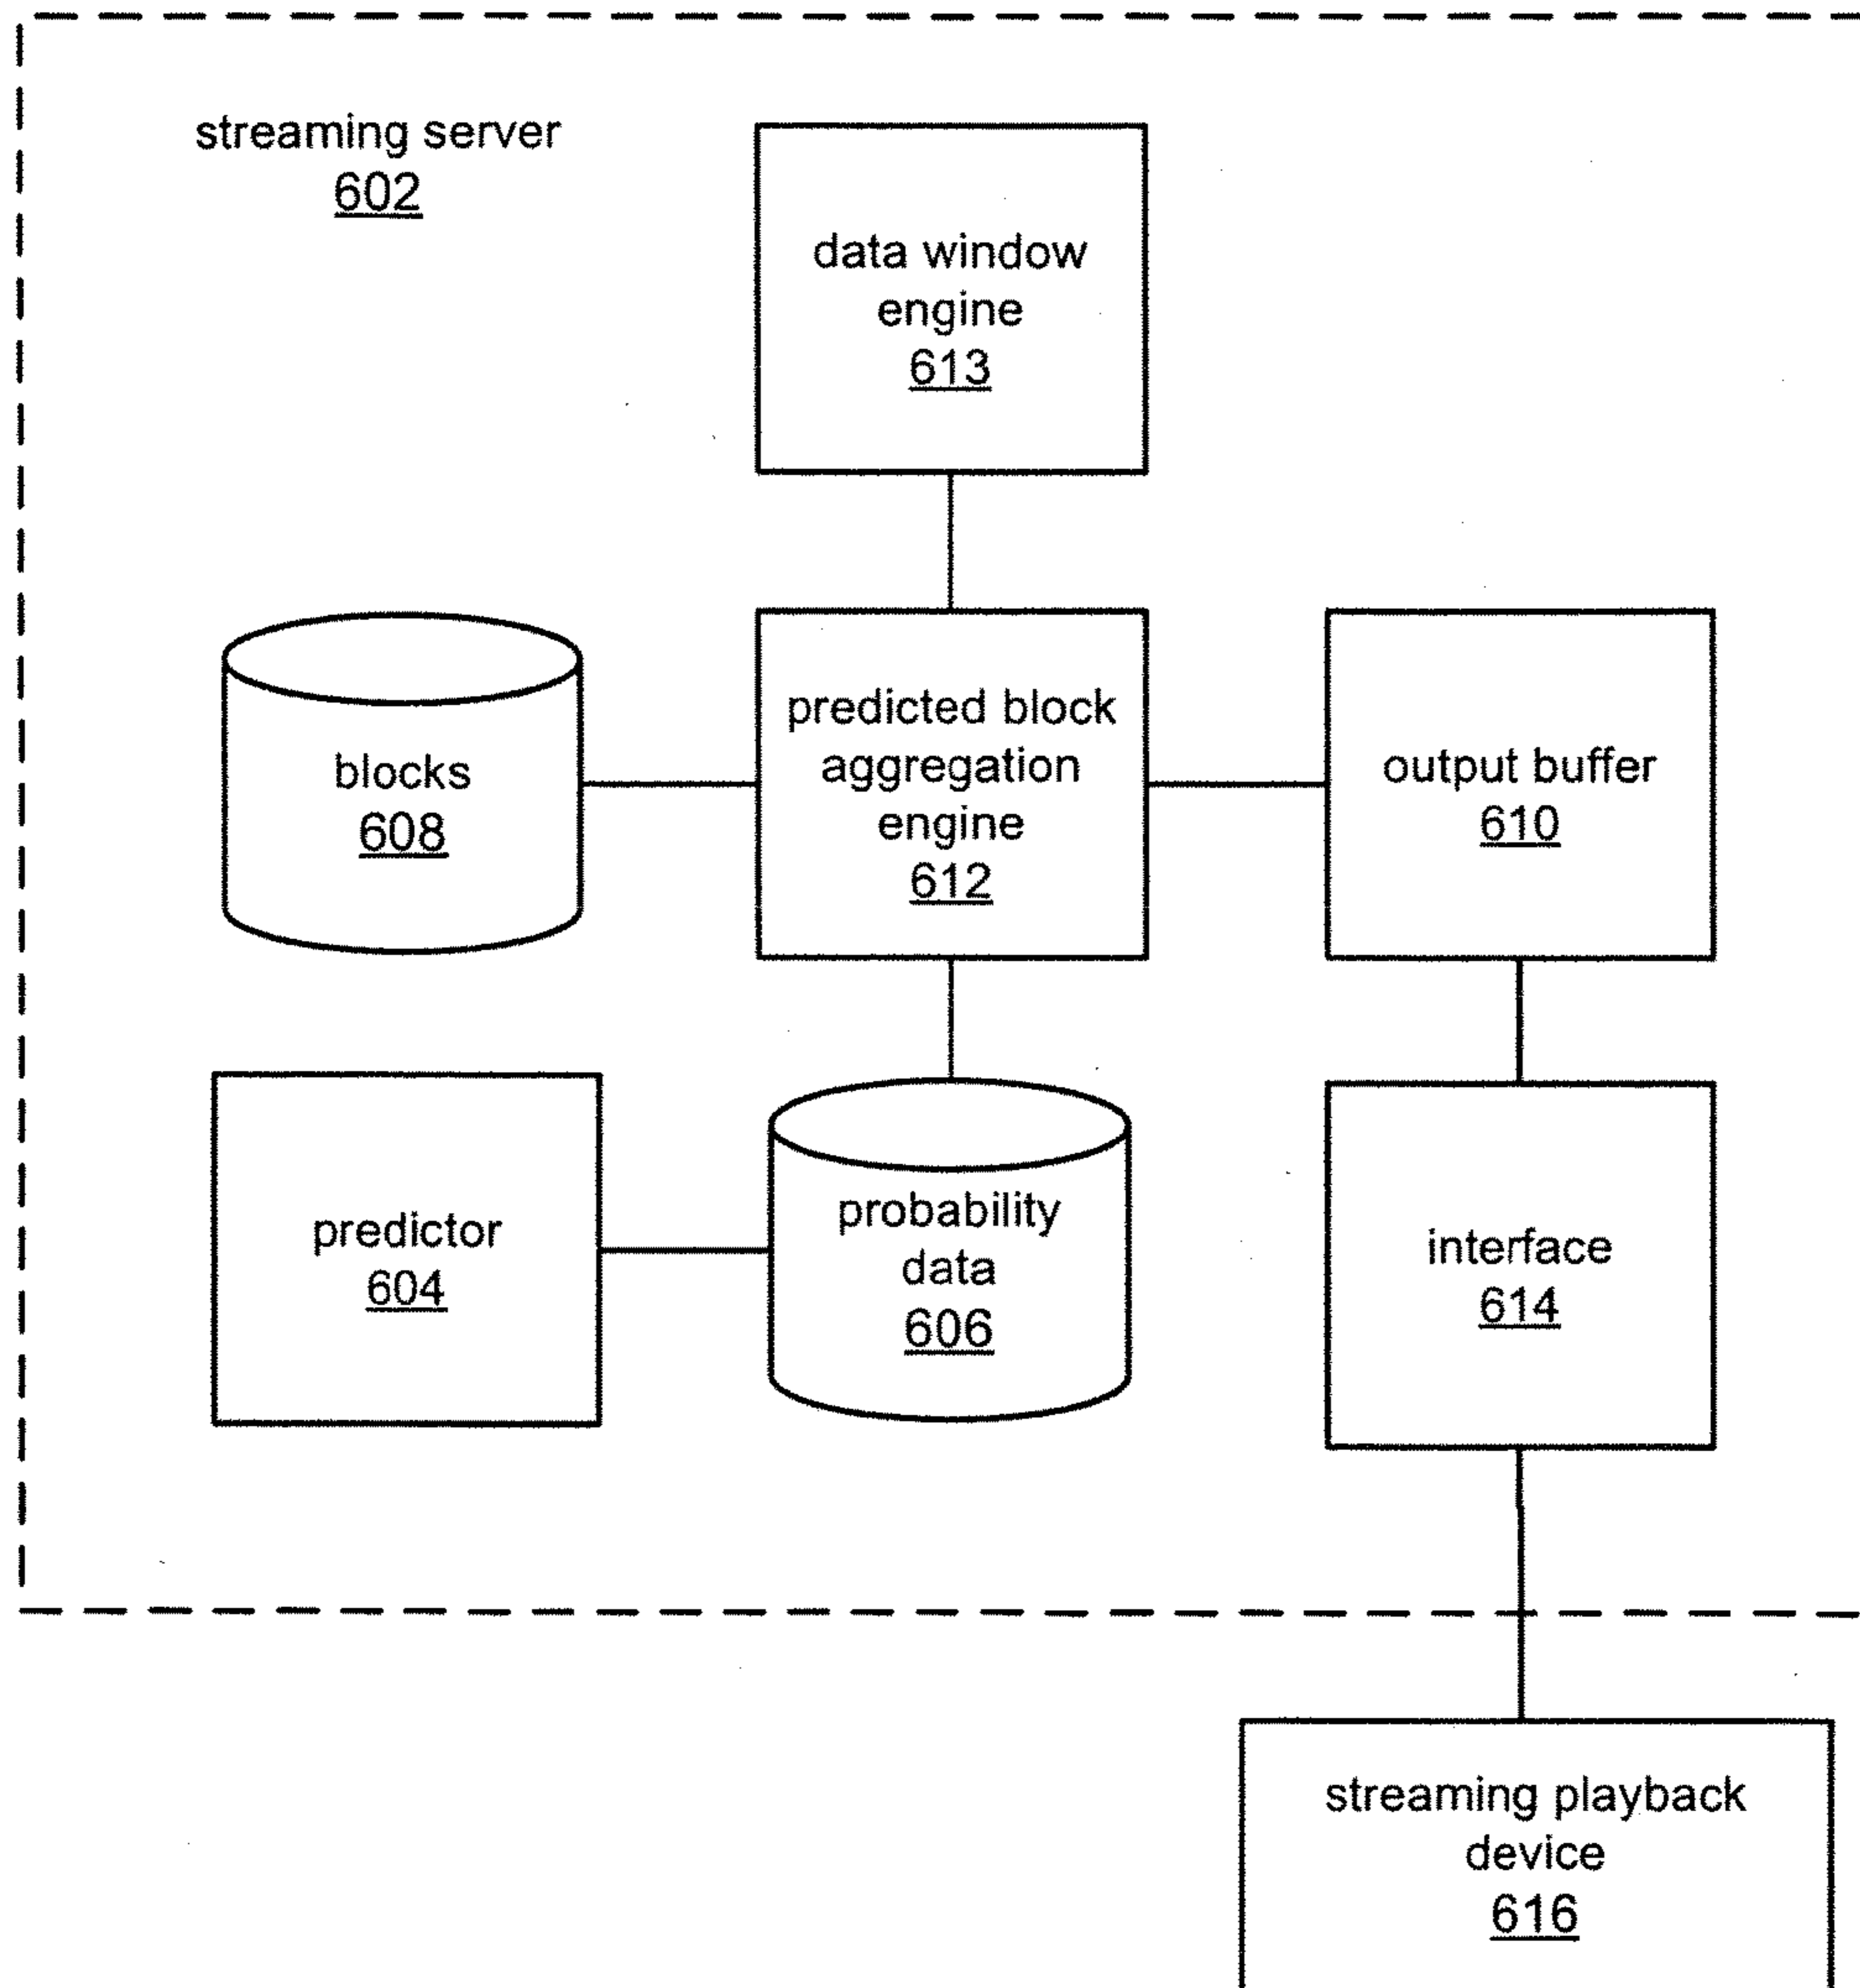 streaming server
602
data window
engine
613
blocks
608
predicted block
aggregation
engine
612
output buffer
610
predictor
604
probability
data
606
interface
614
streaming playback
device
616